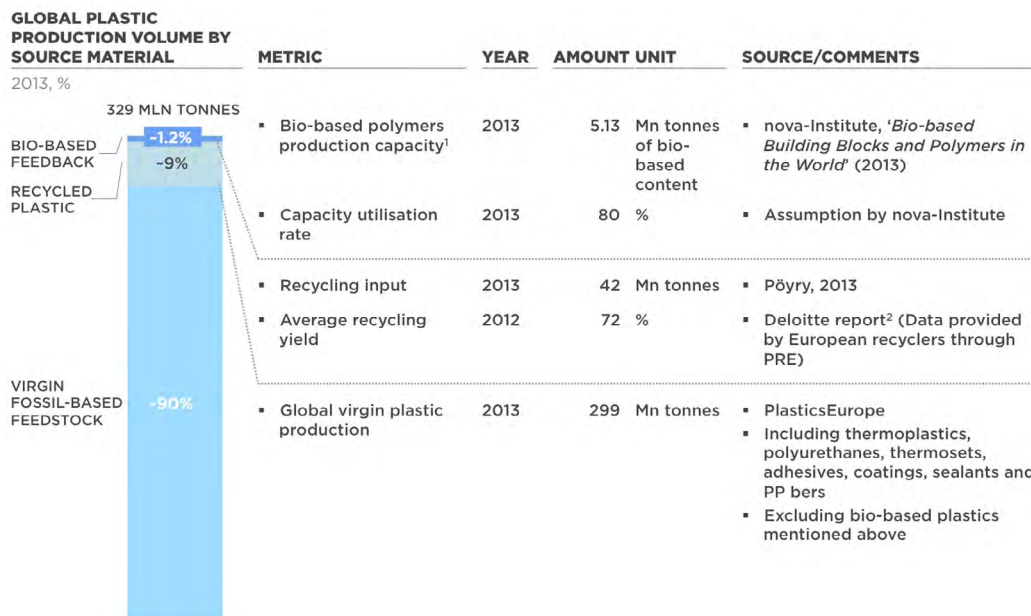 GLOBAL PLASTIC
PRODUCTION VOLUME BY
SOURCE MATERIAL
2013, %
329 MLN TONNES
BIO-BASED
FEEDBACK
~1.2%
~9%
RECYCLED
PLASTIC
VIRGIN
FOSSIL-BASED
FEEDSTOCK
~90%
METRIC YEAR AMOUNT UNIT SOURCE/COMMENTS
▪ Bio-based polymers 2013 5.13 Mn tonnes ▪ nova-Institute, ‘Bio-based
production capacity¹ of bio- Building Blocks and Polymers in
based the World’ (2013)
content
▪ Capacity utilisation 2013 80 % ▪ Assumption by nova-Institute
rate
▪ Recycling input 2013 42 Mn tonnes ▪ Pöyry, 2013
▪ Average recycling 2012 72 % ▪ Deloitte report² (Data provided
yield by European recyclers through
PRE)
▪ Global virgin plastic 2013 299 Mn tonnes ▪ PlasticsEurope
production ▪ Including thermoplastics,
polyurethanes, thermosets,
adhesives, coatings, sealants and
PP bers
▪ Excluding bio-based plastics
mentioned above